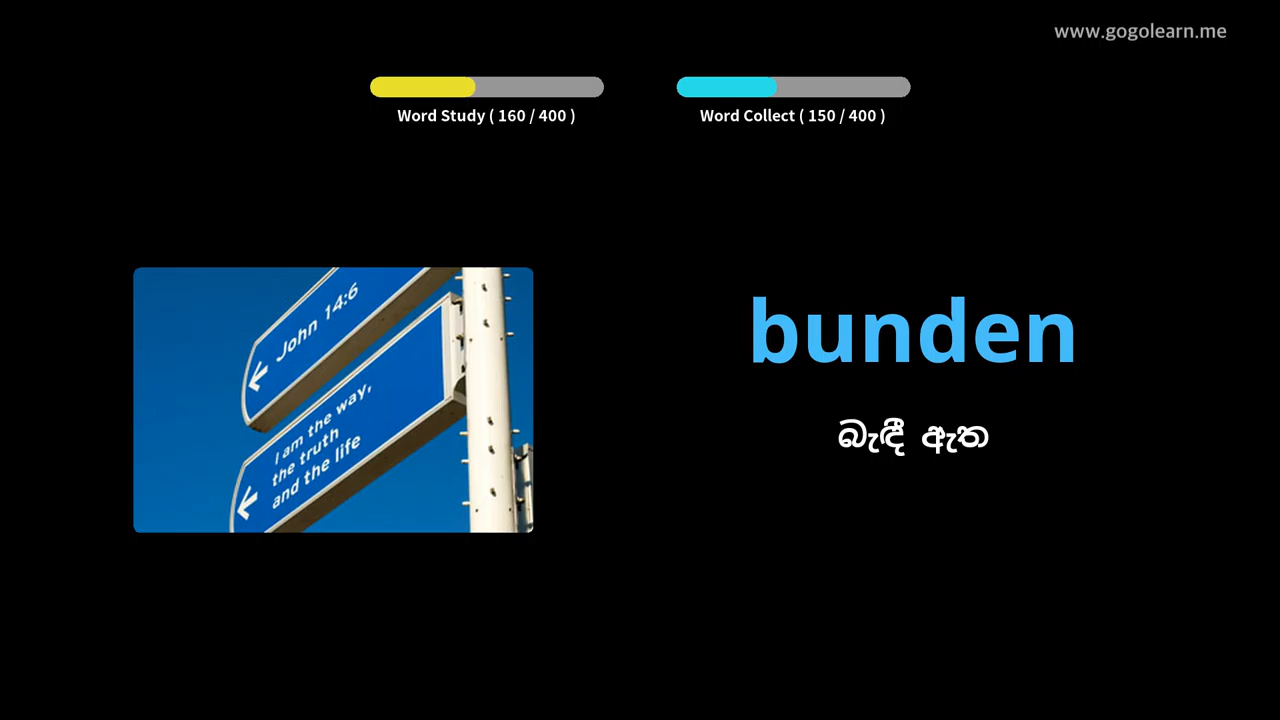 www.gogolearn.me
Word Study ( 160 / 400 )
Word Collect ( 150 / 400 )
John 14:6
I am the way,
the truth
and the life
bunden
බැඳී ඇත